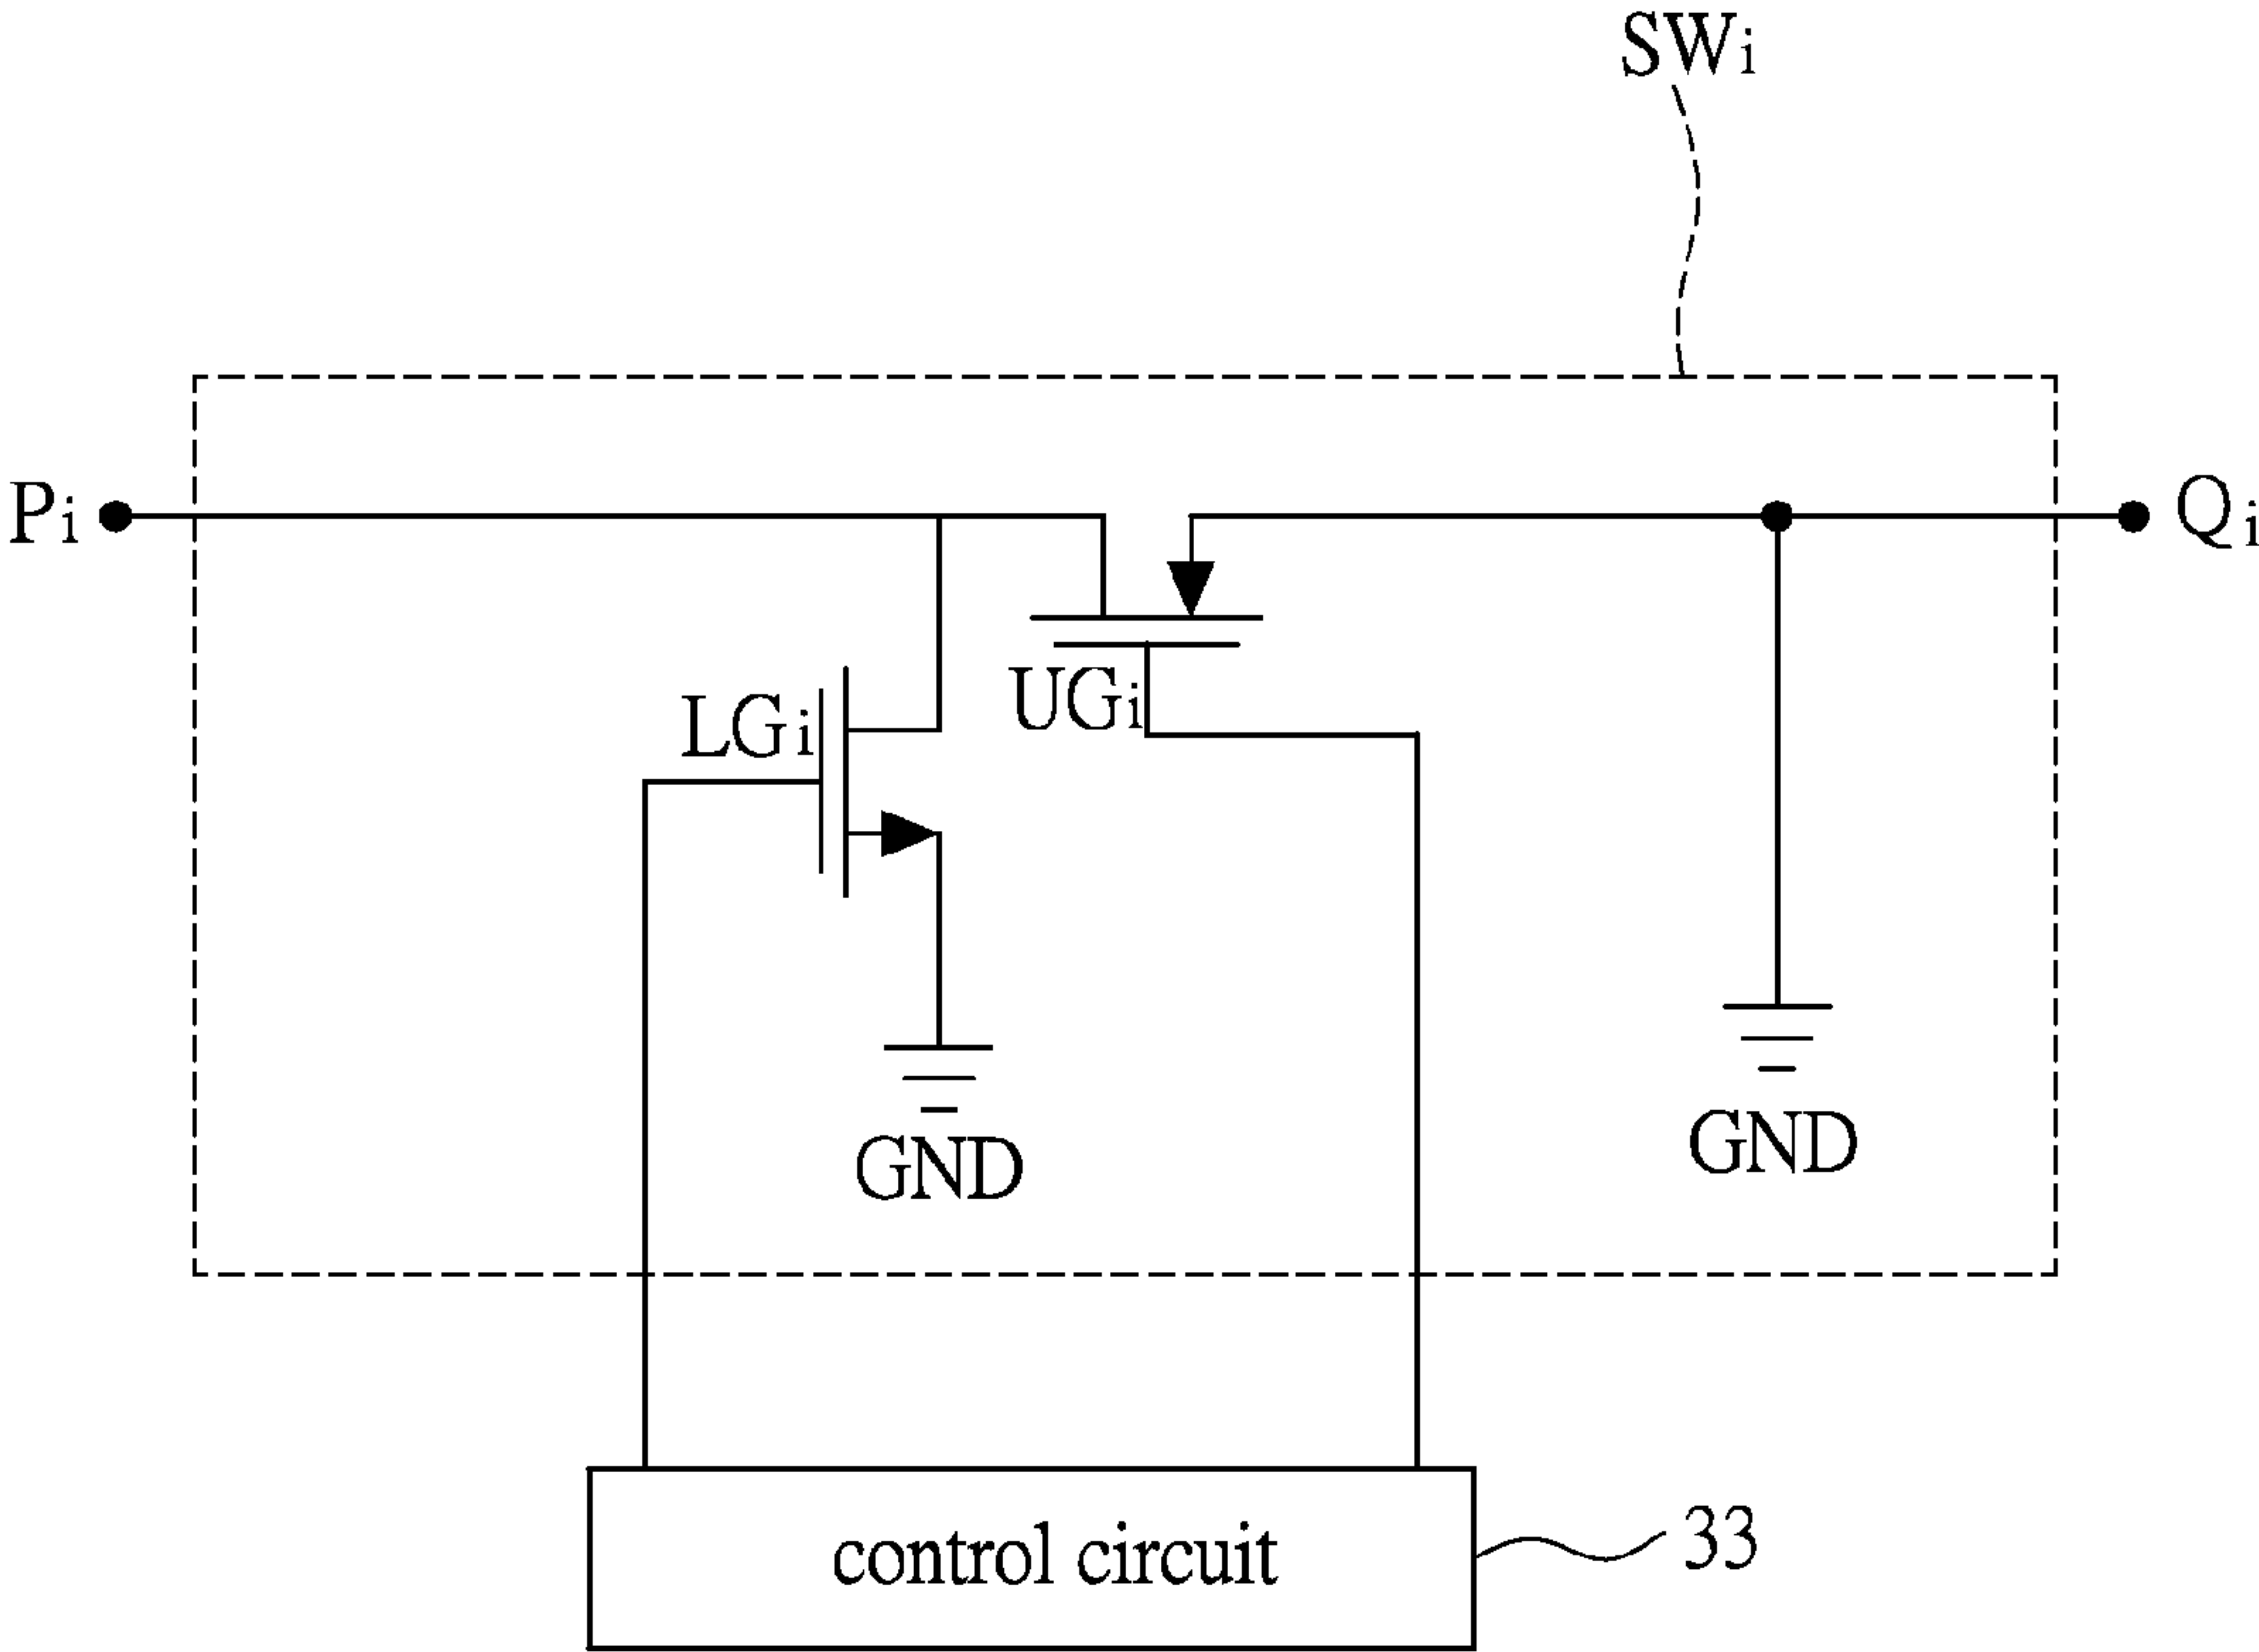 SWi
Pi
Qi
UGi
LGi
GND
GND
control circuit
33